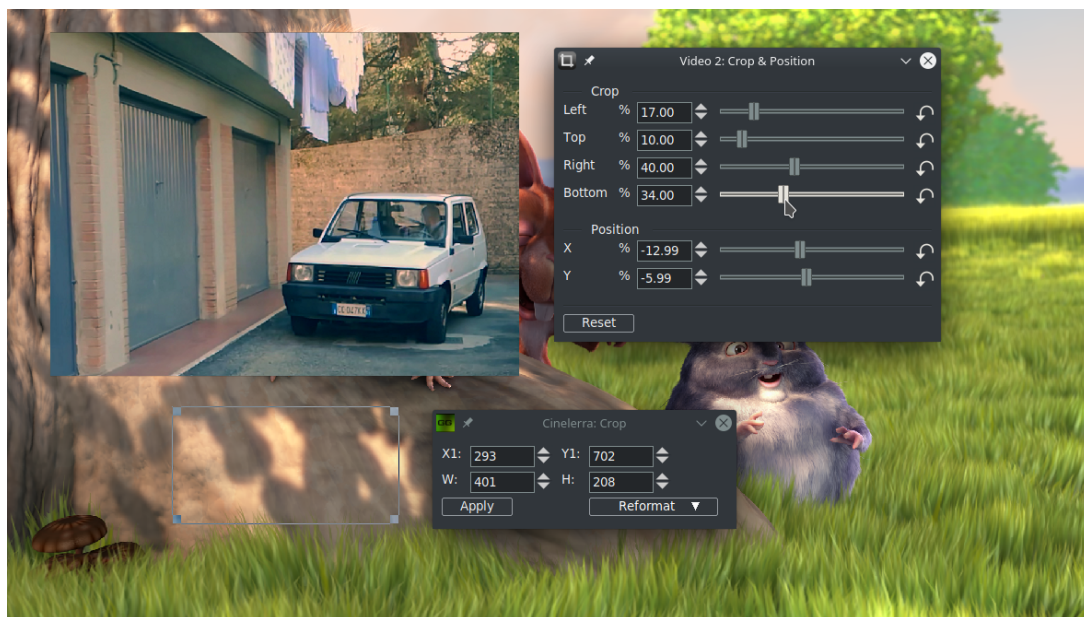 Video 2: Crop & Position
Crop
Left % 17.00
Top % 10.00
Right % 40.00
Bottom % 34.00
Position
X % -12.99
Y % -5.99
Reset
Cinelerra: Crop
X1: 293 Y1: 702
W: 401 H: 208
Apply Reformat ▼